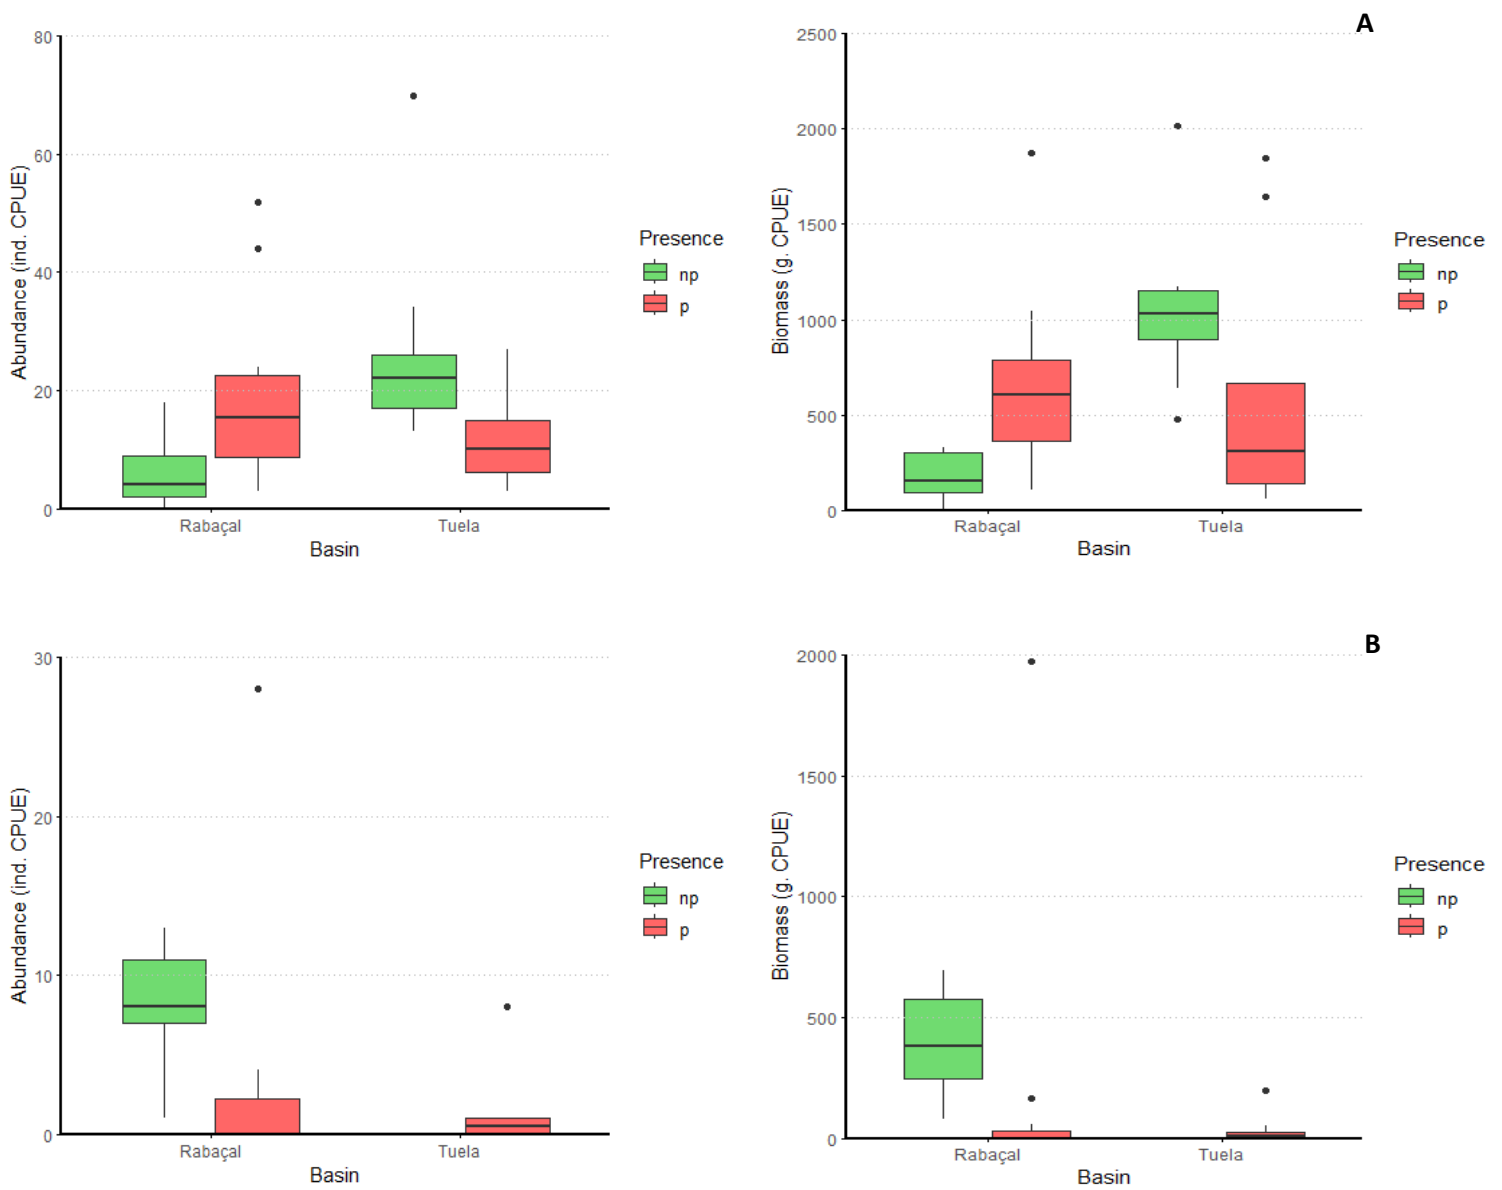 A
80
60
40
20
0
Abundance (ind. CPUE)
Rabaçal
Tuela
Basin
Presence
np
p
2500
2000
1500
1000
500
0
Biomass (g. CPUE)
Rabaçal
Tuela
Basin
Presence
np
p
B
30
20
10
0
Abundance (ind. CPUE)
Rabaçal
Tuela
Basin
Presence
np
p
2000
1500
1000
500
0
Biomass (g. CPUE)
Rabaçal
Tuela
Basin
Presence
np
p